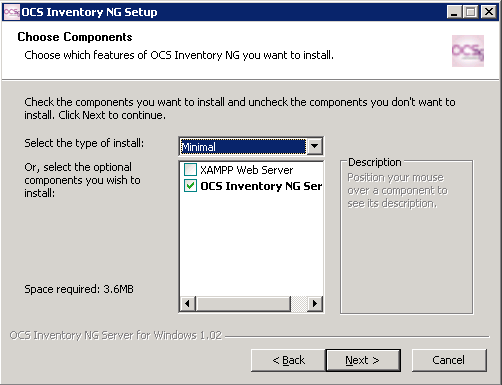 OCS Inventory NG Setup
Choose Components
Choose which features of OCS Inventory NG you want to install.
OCS
Check the components you want to install and uncheck the components you don't want to
install. Click Next to continue.
Select the type of install:
Minimal
Or, select the optional
components you wish to
install:
XAMPP Web Server
OCS Inventory NG Ser
Description
Position your mouse
over a component to
see its description.
Space required: 3.6MB
OCS Inventory NG Server for Windows 1.02
< Back
Next >
Cancel